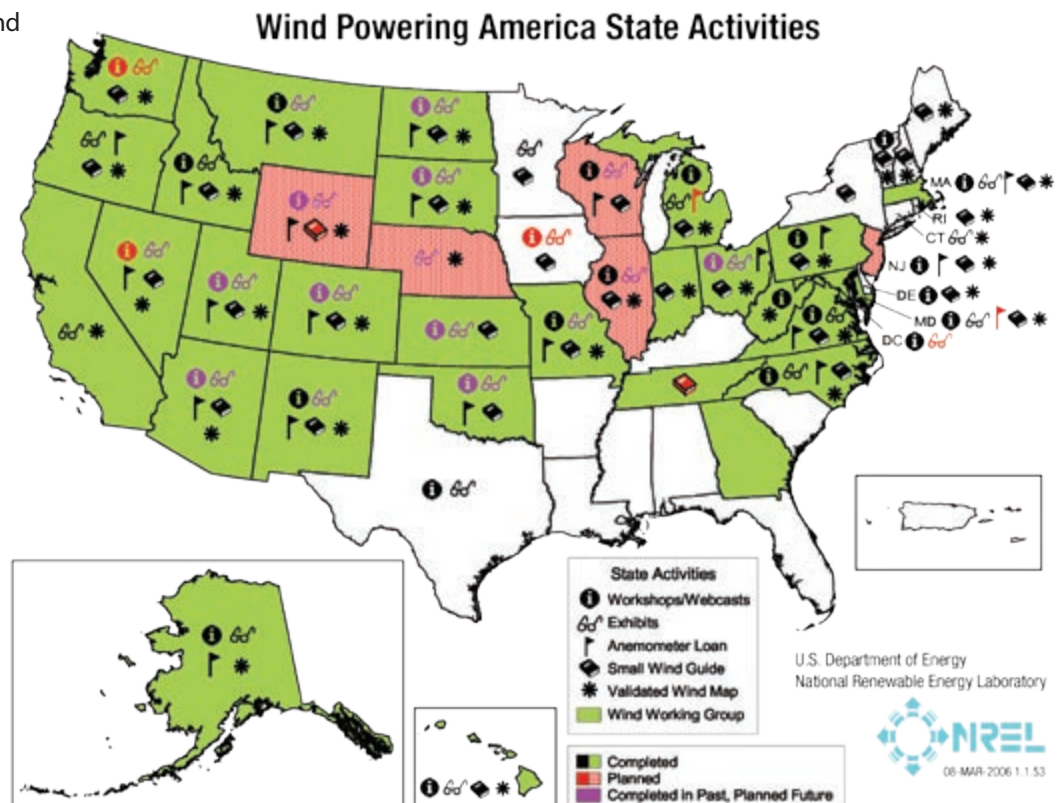 nd
Wind Powering America State Activities
MA
RI
CT
NJ
DE
MD
DC
State Activities
Workshops/Webcasts
Exhibits
Anemometer Loan
Small Wind Guide
Validated Wind Map
Wind Working Group
Completed
Planned
Completed in Past, Planned Future
U.S. Department of Energy
National Renewable Energy Laboratory
NREL
08-MAR-2006 1.1.53